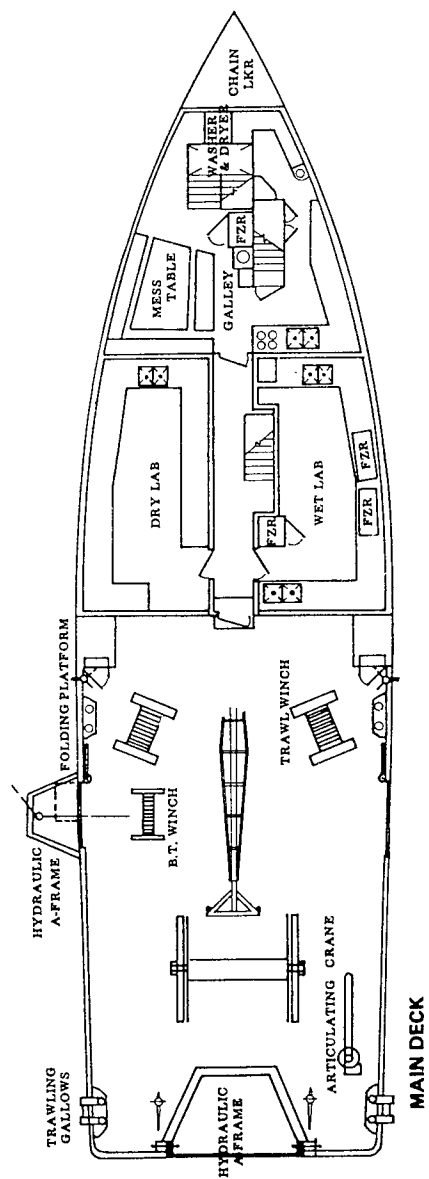 CHAIN
LKR
WASHER
& DRYER
FZR
MESS
TABLE
GALLEY
DRY LAB
WET LAB
FZR
FZR
FZR
FOLDING PLATFORM
TRAWL WINCH
B.T. WINCH
HYDRAULIC
A-FRAME
ARTICULATING CRANE
TRAWLING
GALLOWS
HYDRAULIC
A-FRAME
MAIN DECK